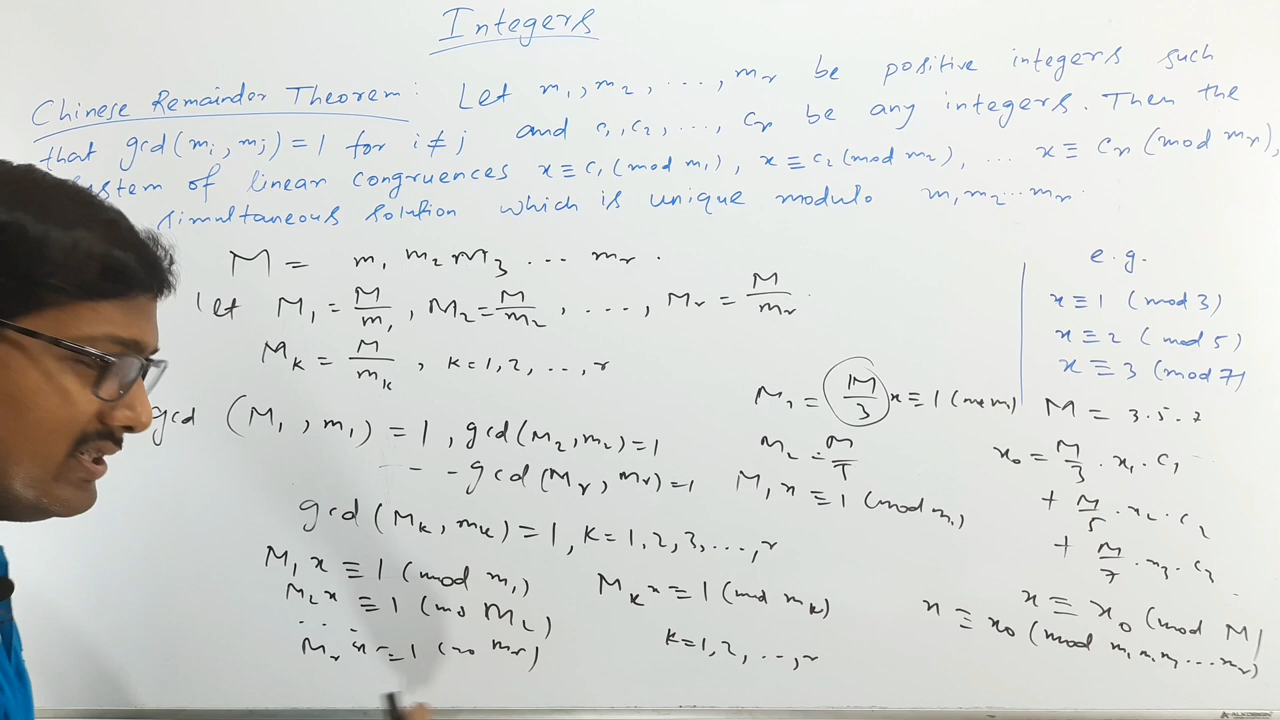 Integers
Chinese Remainder Theorem: Let m₁, m₂, ..., mᵣ be positive integers such
that gcd(mᵢ, mⱼ) = 1 for i ≠ j and c₁, c₂, ..., cᵣ be any integers. Then the
system of linear congruences x ≡ c₁ (mod m₁), x ≡ c₂ (mod m₂), ... x ≡ cᵣ (mod mᵣ),
simultaneous solution which is unique modulo m₁m₂...mᵣ.
M = m₁ m₂ m₃ ... mᵣ.
Let M₁ = M/m₁, M₂ = M/m₂, ..., Mᵣ = M/mᵣ.
Mₖ = M/mₖ, k = 1, 2, ..., r
gcd (M₁, m₁) = 1, gcd(M₂, m₂) = 1
-- - gcd(Mᵣ, mᵣ) = 1
gcd (Mₖ, mₖ) = 1, k = 1, 2, 3, ..., r
M₁ x ≡ 1 (mod m₁)
M₂ x ≡ 1 (mo M₂)
...
Mᵣ x ≡ 1 (mo mᵣ)
Mₖ x ≡ 1 (mod mₖ)
k = 1, 2, ..., r
M₁ = M/3 x ≡ 1 (mod m₁)
M₂ = M/5
M₁ x ≡ 1 (mod m₁)
e.g.
x ≡ 1 (mod 3)
x ≡ 2 (mod 5)
x ≡ 3 (mod 7)
M = 3.5.7
x₀ = M/3 . x₁ . c₁
+ M/5 . x₂ . c₂
+ M/7 . x₃ . c₃
x ≡ x₀ (mod M)
x ≡ x₀ (mod m₁ m₂ m₃ ... mᵣ)